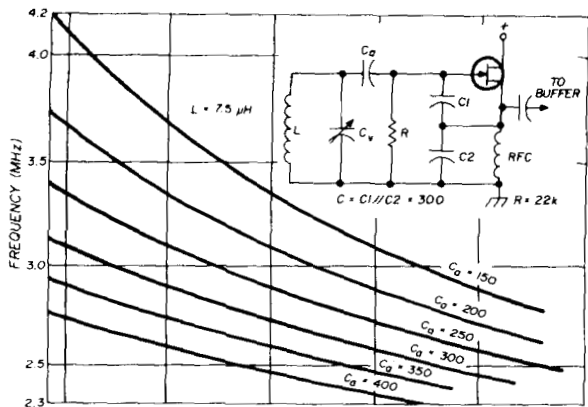 4.2
4.0
3.5
3.0
2.5
2.3
FREQUENCY (MHz)
L = 7.5 µH
+
Ca
TO
BUFFER
C1
L
Cv
R
C2
RFC
C = C1//C2 = 300
R = 22k
Ca = 150
Ca = 200
Ca = 250
Ca = 300
Ca = 350
Ca = 400